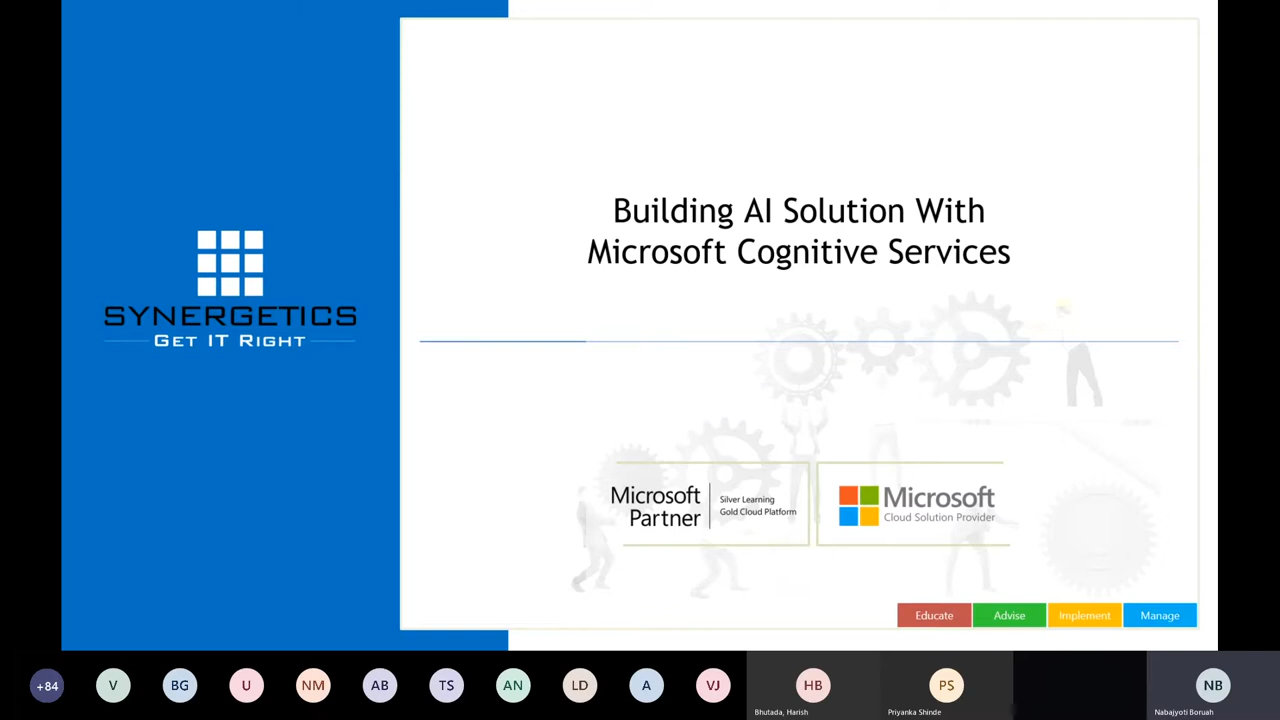 Building AI Solution With
Microsoft Cognitive Services
SYNERGETICS
GET IT RIGHT
Microsoft
Partner
Silver Learning
Gold Cloud Platform
Microsoft
Cloud Solution Provider
Educate
Advise
Implement
Manage
+84
V
BG
U
NM
AB
TS
AN
LD
A
VJ
HB
PS
NB
Bhutada, Harish
Priyanka Shinde
Nabajyoti Boruah